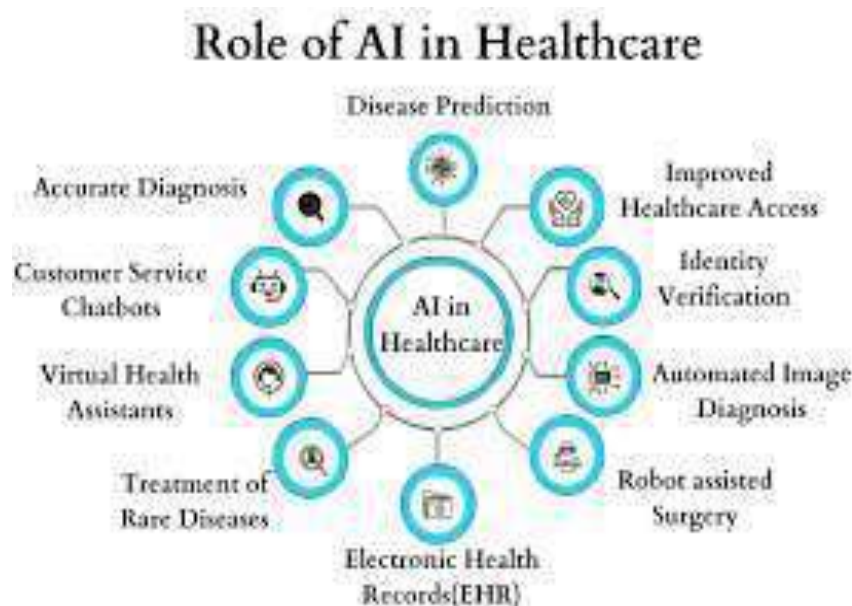 Role of AI in Healthcare
Disease Prediction
Accurate Diagnosis
Improved
Healthcare Access
Customer Service
Chatbots
Identity
Verification
AI in
Healthcare
Virtual Health
Assistants
Automated Image
Diagnosis
Treatment of
Rare Diseases
Robot assisted
Surgery
Electronic Health
Records(EHR)